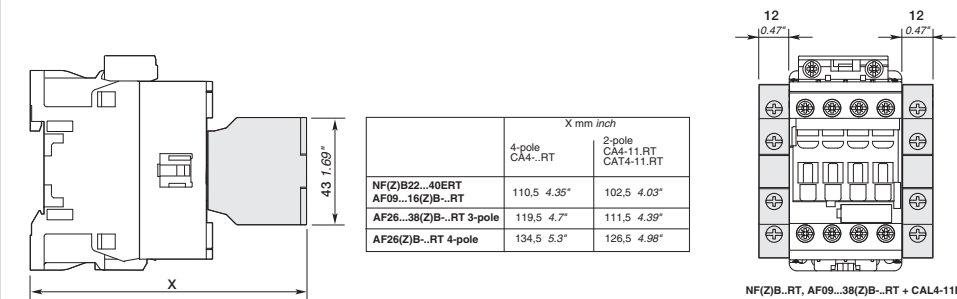 12
0.47"
12
0.47"
43 1.69"
X
X mm inch
4-pole
CA4-..RT
2-pole
CA4-11.RT
CAT4-11.RT
NF(Z)B22...40ERT
AF09...16(Z)B-..RT
110,5 4.35"
102,5 4.03"
AF26...38(Z)B-..RT 3-pole
119,5 4.7"
111,5 4.39"
AF26(Z)B-..RT 4-pole
134,5 5.3"
126,5 4.98"
NF(Z)B..RT, AF09...38(Z)B-..RT + CAL4-11